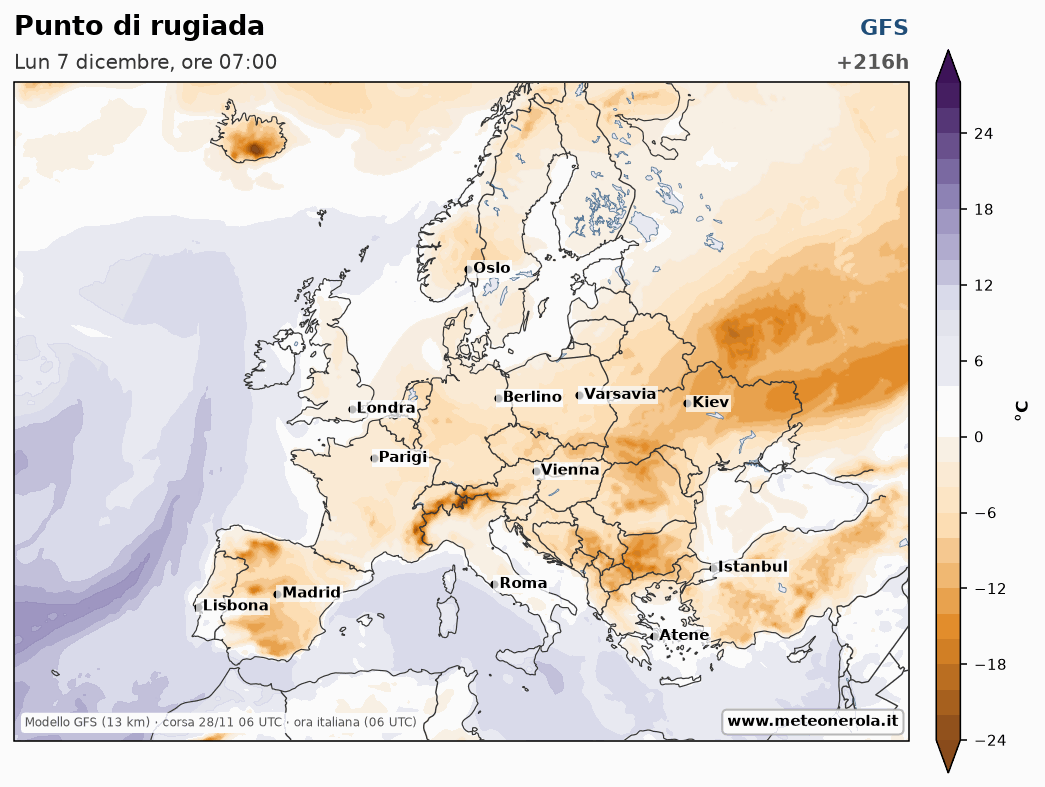 Punto di rugiada
GFS
Lun 7 dicembre, ore 07:00
+216h
24
18
12
6
0
−6
−12
−18
−24
°C
Oslo
Berlino
Varsavia
Kiev
Londra
Parigi
Vienna
Istanbul
Roma
Madrid
Lisbona
Atene
Modello GFS (13 km) · corsa 28/11 06 UTC · ora italiana (06 UTC)
www.meteonerola.it